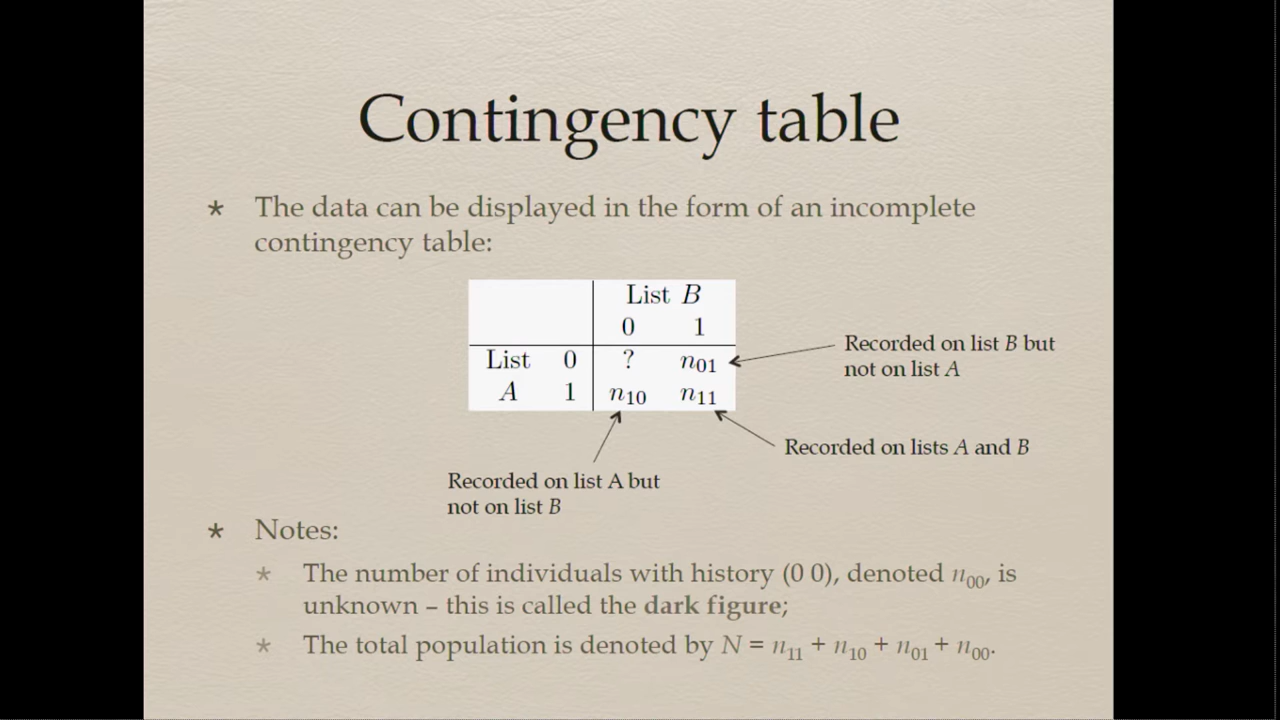 Contingency table
* The data can be displayed in the form of an incomplete
contingency table:
List B
0 1
List 0 ? n₀₁
A 1 n₁₀ n₁₁
Recorded on list B but
not on list A
Recorded on lists A and B
Recorded on list A but
not on list B
* Notes:
* The number of individuals with history (0 0), denoted n₀₀, is
unknown – this is called the dark figure;
* The total population is denoted by N = n₁₁ + n₁₀ + n₀₁ + n₀₀.